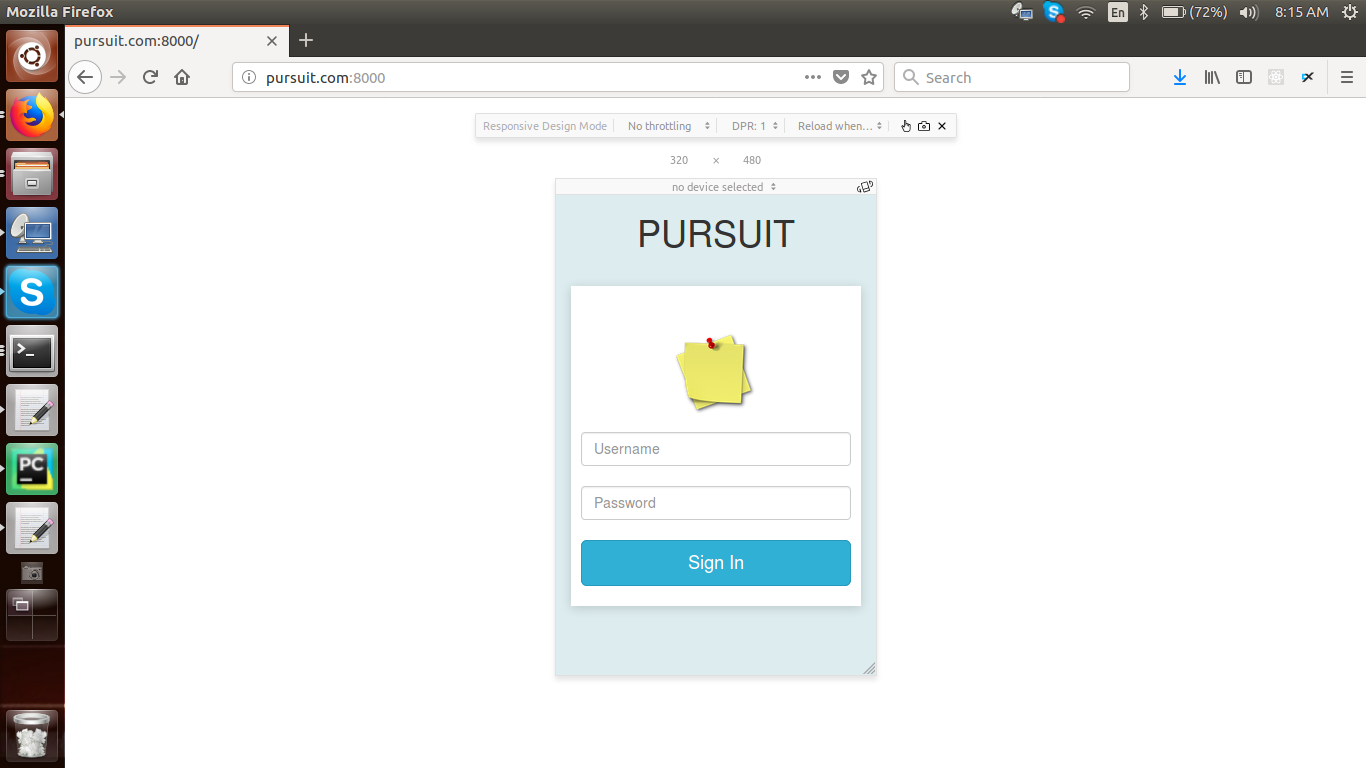 Mozilla Firefox
En
(72%)
8:15 AM
pursuit.com:8000/
pursuit.com:8000
Search
Responsive Design Mode
No throttling
DPR: 1
Reload when...
320 × 480
no device selected
PURSUIT
Username
Password
Sign In
S
>_
PC